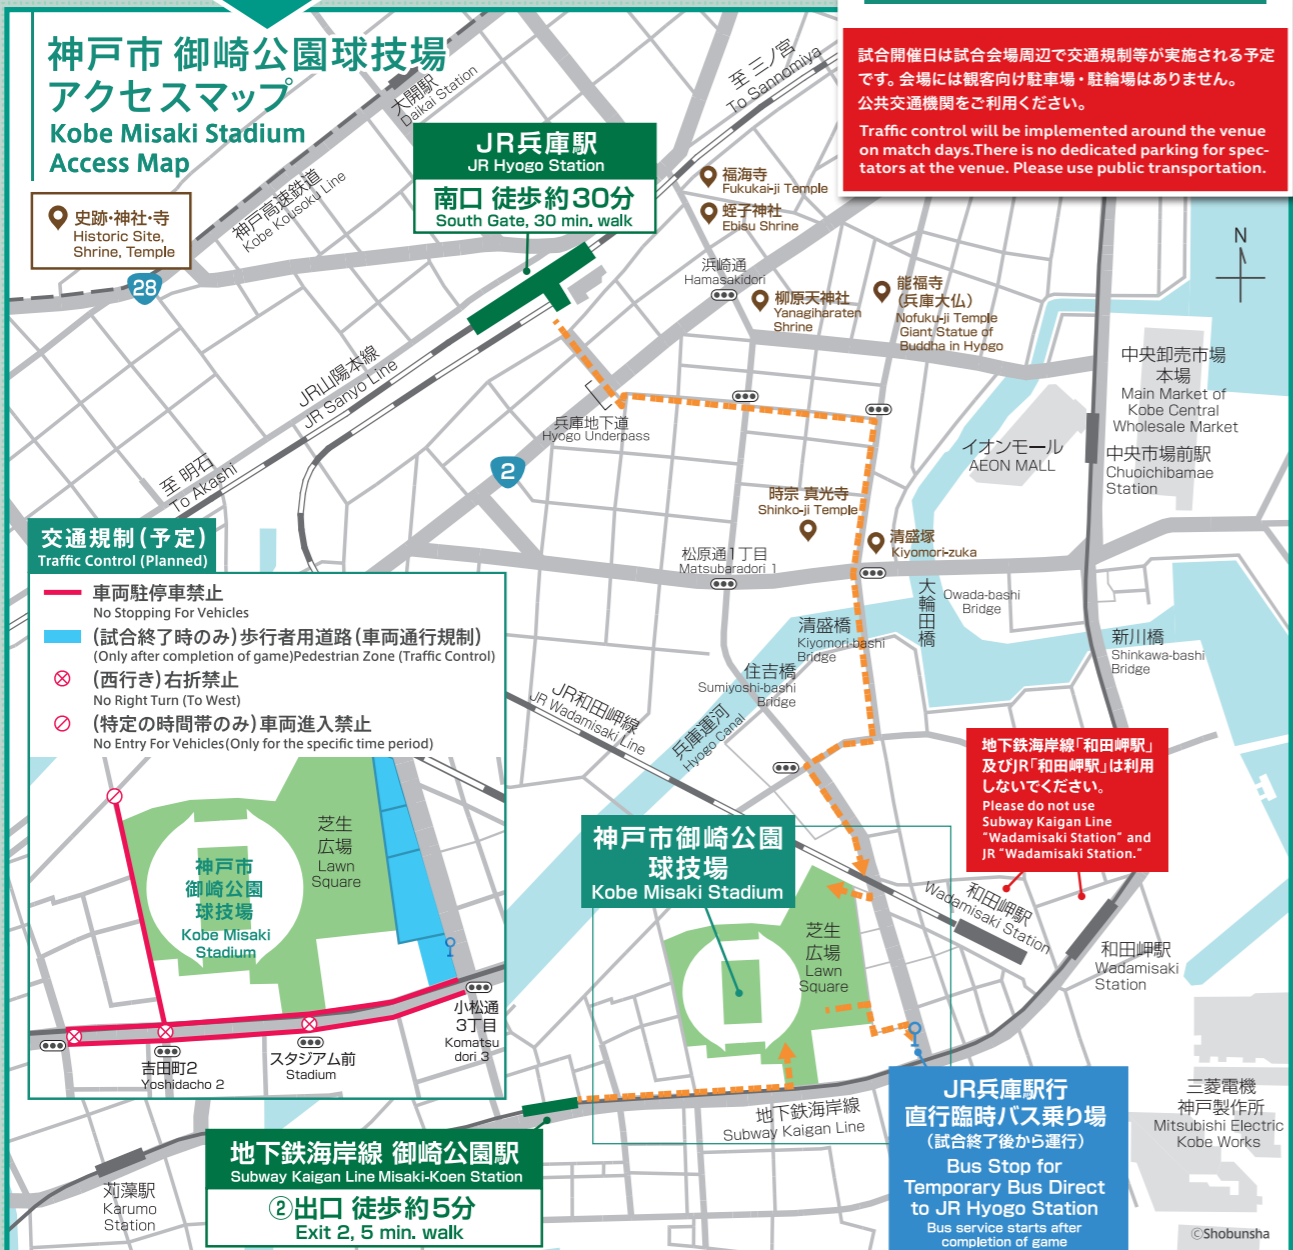 神戸市 御崎公園球技場
アクセスマップ
Kobe Misaki Stadium
Access Map
試合開催日は試合会場周辺で交通規制等が実施される予定
です。会場には観客向け駐車場・駐輪場はありません。
公共交通機関をご利用ください。
Traffic control will be implemented around the venue
on match days.There is no dedicated parking for spec-
tators at the venue. Please use public transportation.
史跡・神社・寺
Historic Site,
Shrine, Temple
大開駅
Daikai Station
神戸高速鉄道
Kobe Kousoku Line
28
至 三ノ宮
To Sannomiya
JR兵庫駅
JR Hyogo Station
南口 徒歩約30分
South Gate, 30 min. walk
福海寺
Fukukai-ji Temple
蛭子神社
Ebisu Shrine
浜崎通
Hamasakidori
柳原天神社
Yanagiharaten
Shrine
能福寺
(兵庫大仏)
Nofuku-ji Temple
Giant Statue of
Buddha in Hyogo
N
中央卸売市場
本場
Main Market of
Kobe Central
Wholesale Market
中央市場前駅
Chuoichibamae
Station
イオンモール
AEON MALL
JR山陽本線
JR Sanyo Line
至 明石
To Akashi
兵庫地下道
Hyogo Underpass
2
時宗 真光寺
Shinko-ji Temple
清盛塚
Kiyomori-zuka
松原通1丁目
Matsubaradori 1
大輪田橋
Owada-bashi
Bridge
清盛橋
Kiyomori-bashi
Bridge
住吉橋
Sumiyoshi-bashi
Bridge
新川橋
Shinkawa-bashi
Bridge
JR和田岬線
JR Wadamisaki Line
兵庫運河
Hyogo Canal
交通規制(予定)
Traffic Control (Planned)
車両駐停車禁止
No Stopping For Vehicles
(試合終了時のみ)歩行者用道路(車両通行規制)
(Only after completion of game)Pedestrian Zone (Traffic Control)
(西行き)右折禁止
No Right Turn (To West)
(特定の時間帯のみ)車両進入禁止
No Entry For Vehicles(Only for the specific time period)
神戸市
御崎公園
球技場
Kobe Misaki
Stadium
芝生
広場
Lawn
Square
小松通
3丁目
Komatsu
dori 3
吉田町2
Yoshidacho 2
スタジアム前
Stadium
地下鉄海岸線「和田岬駅」
及びJR「和田岬駅」は利用
しないでください。
Please do not use
Subway Kaigan Line
"Wadamisaki Station" and
JR "Wadamisaki Station."
神戸市御崎公園
球技場
Kobe Misaki Stadium
和田岬駅
Wadamisaki Station
和田岬駅
Wadamisaki
Station
芝生
広場
Lawn
Square
地下鉄海岸線
Subway Kaigan Line
地下鉄海岸線 御崎公園駅
Subway Kaigan Line Misaki-Koen Station
②出口 徒歩約5分
Exit 2, 5 min. walk
苅藻駅
Karumo
Station
JR兵庫駅行
直行臨時バス乗り場
(試合終了後から運行)
Bus Stop for
Temporary Bus Direct
to JR Hyogo Station
Bus service starts after
completion of game
三菱電機
神戸製作所
Mitsubishi Electric
Kobe Works
©Shobunsha